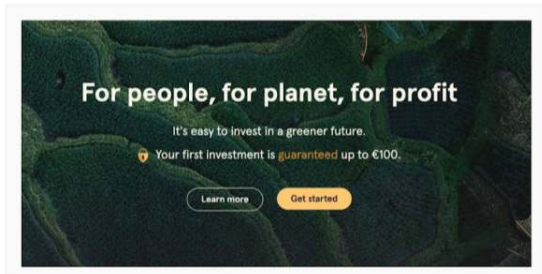 For people, for planet, for profit
It's easy to invest in a greener future.
Your first investment is guaranteed up to €100.
Learn more
Get started